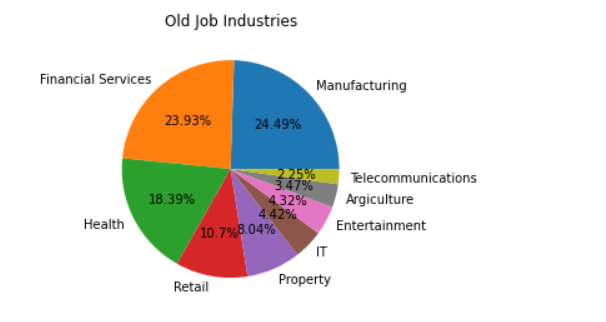 Old Job Industries
Financial Services
Manufacturing
23.93%
24.49%
2.25%
Telecommunications
3.47%
Argiculture
18.39%
4.32%
4.42%
Entertainment
Health
10.7%
8.04%
IT
Property
Retail